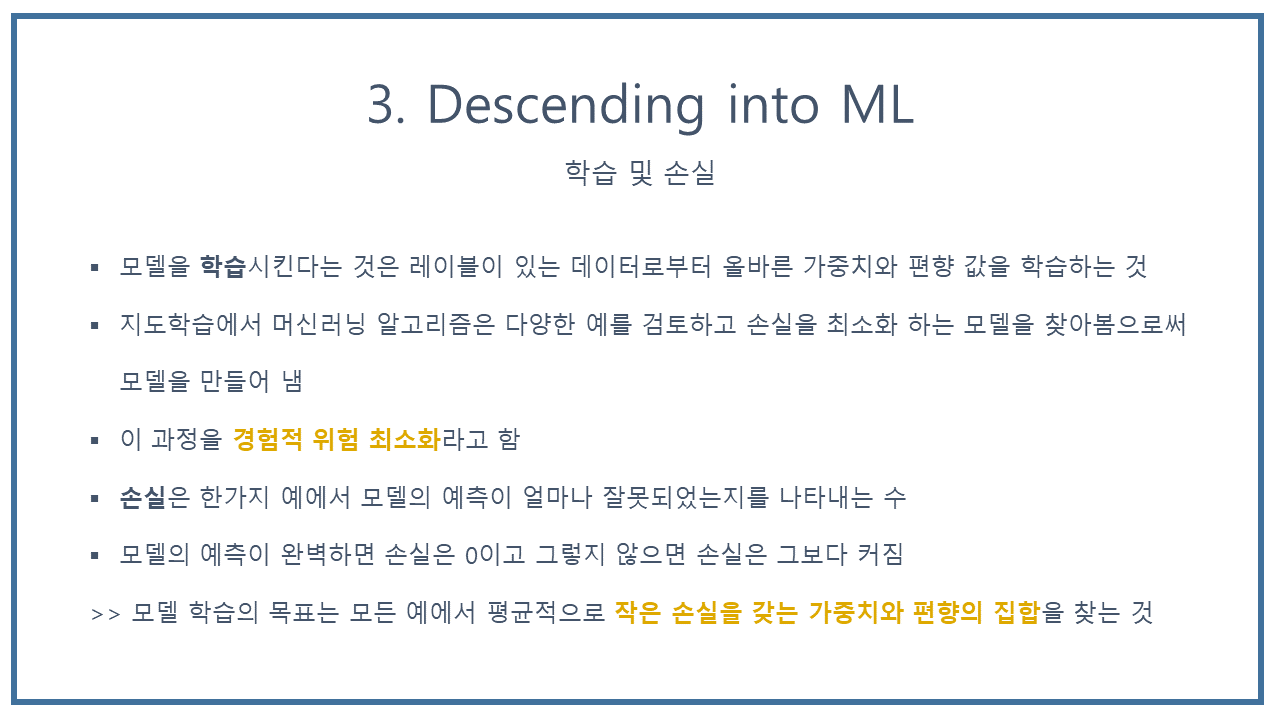 3. Descending into ML
학습 및 손실
▪ 모델을 학습시킨다는 것은 레이블이 있는 데이터로부터 올바른 가중치와 편향 값을 학습하는 것
▪ 지도학습에서 머신러닝 알고리즘은 다양한 예를 검토하고 손실을 최소화 하는 모델을 찾아봄으로써
모델을 만들어 냄
▪ 이 과정을 경험적 위험 최소화라고 함
▪ 손실은 한가지 예에서 모델의 예측이 얼마나 잘못되었는지를 나타내는 수
▪ 모델의 예측이 완벽하면 손실은 0이고 그렇지 않으면 손실은 그보다 커짐
>> 모델 학습의 목표는 모든 예에서 평균적으로 작은 손실을 갖는 가중치와 편향의 집합을 찾는 것